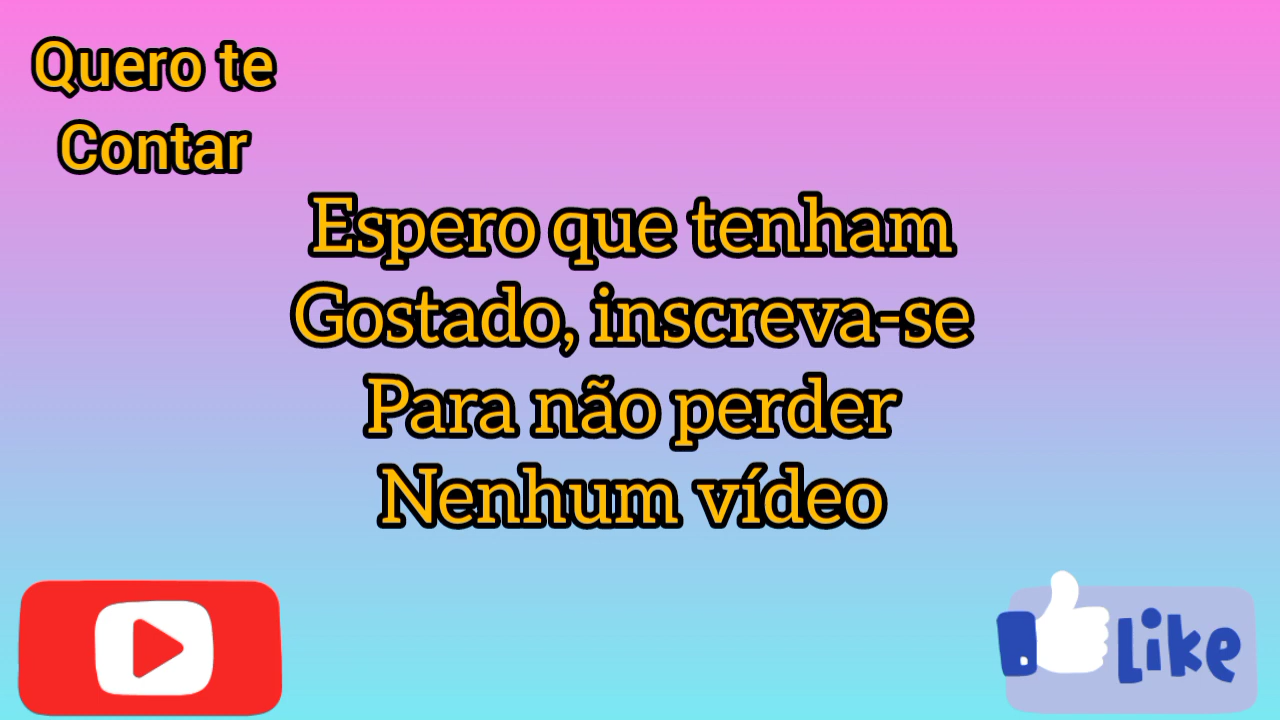 Quero te
Contar
Espero que tenham
Gostado, inscreva-se
Para não perder
Nenhum vídeo
Like